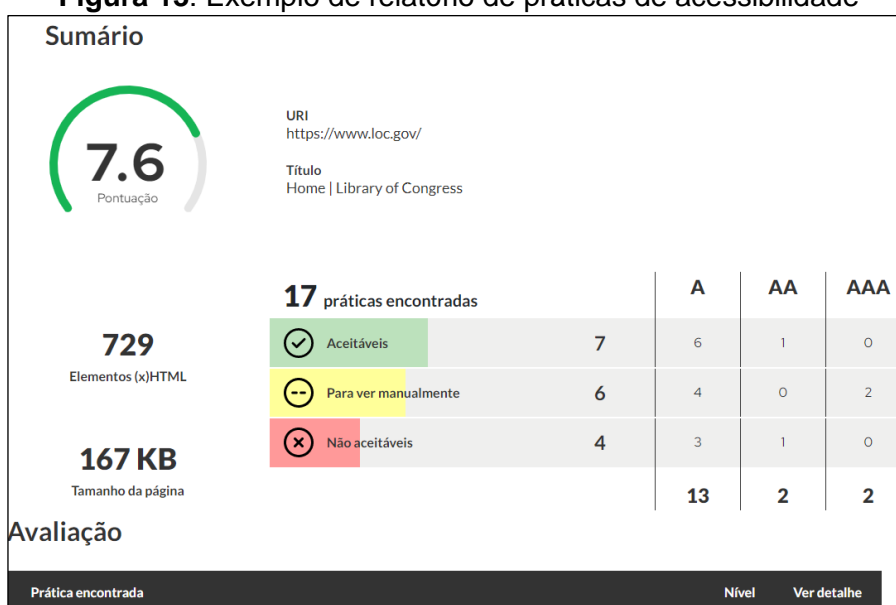 Figura 15: Exemplo de relatório de práticas de acessibilidade
Sumário
7.6
Pontuação
URI
https://www.loc.gov/
Título
Home | Library of Congress
729
Elementos (x)HTML
167 KB
Tamanho da página
17 práticas encontradas A AA AAA
Aceitáveis 7 6 1 0
Para ver manualmente 6 4 0 2
Não aceitáveis 4 3 1 0
13 2 2
Avaliação
Prática encontrada Nível Ver detalhe